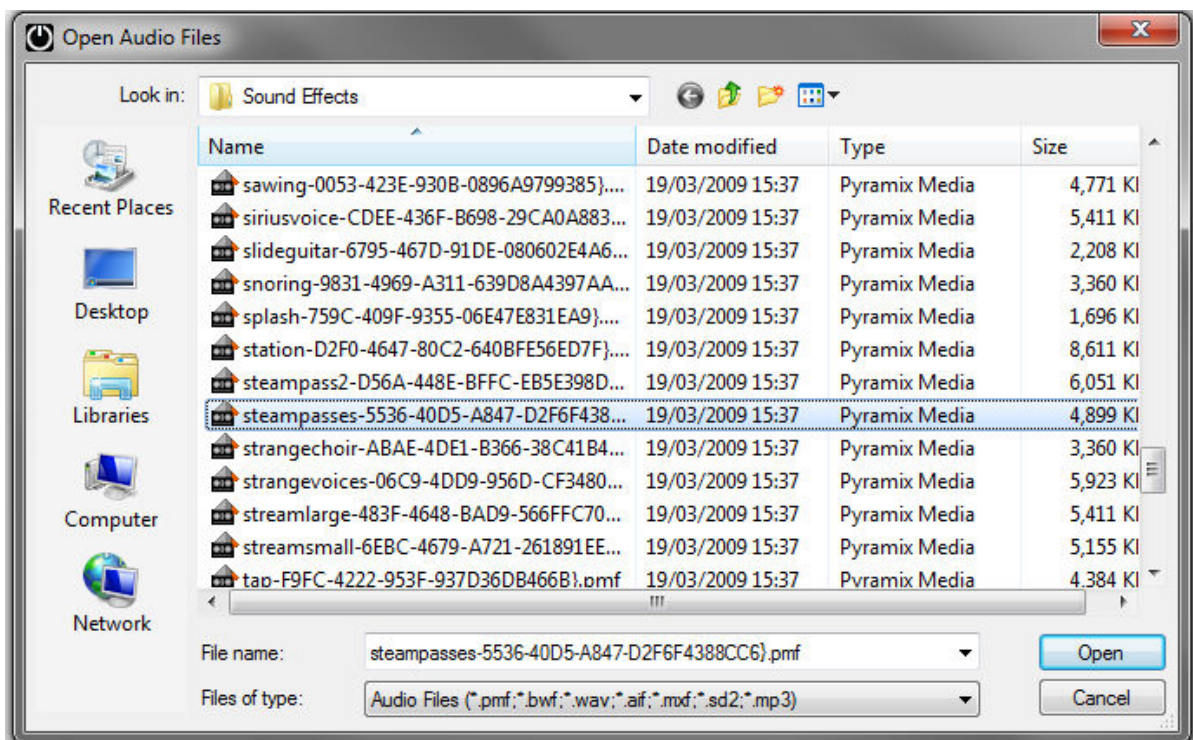 Open Audio Files
Look in: Sound Effects
Name Date modified Type Size
sawing-0053-423E-930B-0896A9799385}.... 19/03/2009 15:37 Pyramix Media 4,771 KI
siriusvoice-CDEE-436F-B698-29CA0A883... 19/03/2009 15:37 Pyramix Media 5,411 KI
slideguitar-6795-467D-91DE-080602E4A6... 19/03/2009 15:37 Pyramix Media 2,208 KI
snoring-9831-4969-A311-639D8A4397AA... 19/03/2009 15:37 Pyramix Media 3,360 KI
splash-759C-409F-9355-06E47E831EA9}.... 19/03/2009 15:37 Pyramix Media 1,696 KI
station-D2F0-4647-80C2-640BFE56ED7F}.... 19/03/2009 15:37 Pyramix Media 8,611 KI
steampass2-D56A-448E-BFFC-EB5E398D... 19/03/2009 15:37 Pyramix Media 6,051 KI
steampasses-5536-40D5-A847-D2F6F438... 19/03/2009 15:37 Pyramix Media 4,899 KI
strangechoir-ABAE-4DE1-B366-38C41B4... 19/03/2009 15:37 Pyramix Media 3,360 KI
strangevoices-06C9-4DD9-956D-CF3480... 19/03/2009 15:37 Pyramix Media 5,923 KI
streamlarge-483F-4648-BAD9-566FFC70... 19/03/2009 15:37 Pyramix Media 5,411 KI
streamsmall-6EBC-4679-A721-261891EE... 19/03/2009 15:37 Pyramix Media 5,155 KI
tap-F9FC-4222-953F-937D36DB466B}.pmf 19/03/2009 15:37 Pyramix Media 4,384 KI
Recent Places
Desktop
Libraries
Computer
Network
File name: steampasses-5536-40D5-A847-D2F6F4388CC6}.pmf Open
Files of type: Audio Files (*.pmf;*.bwf;*.wav;*.aif;*.mxf;*.sd2;*.mp3) Cancel